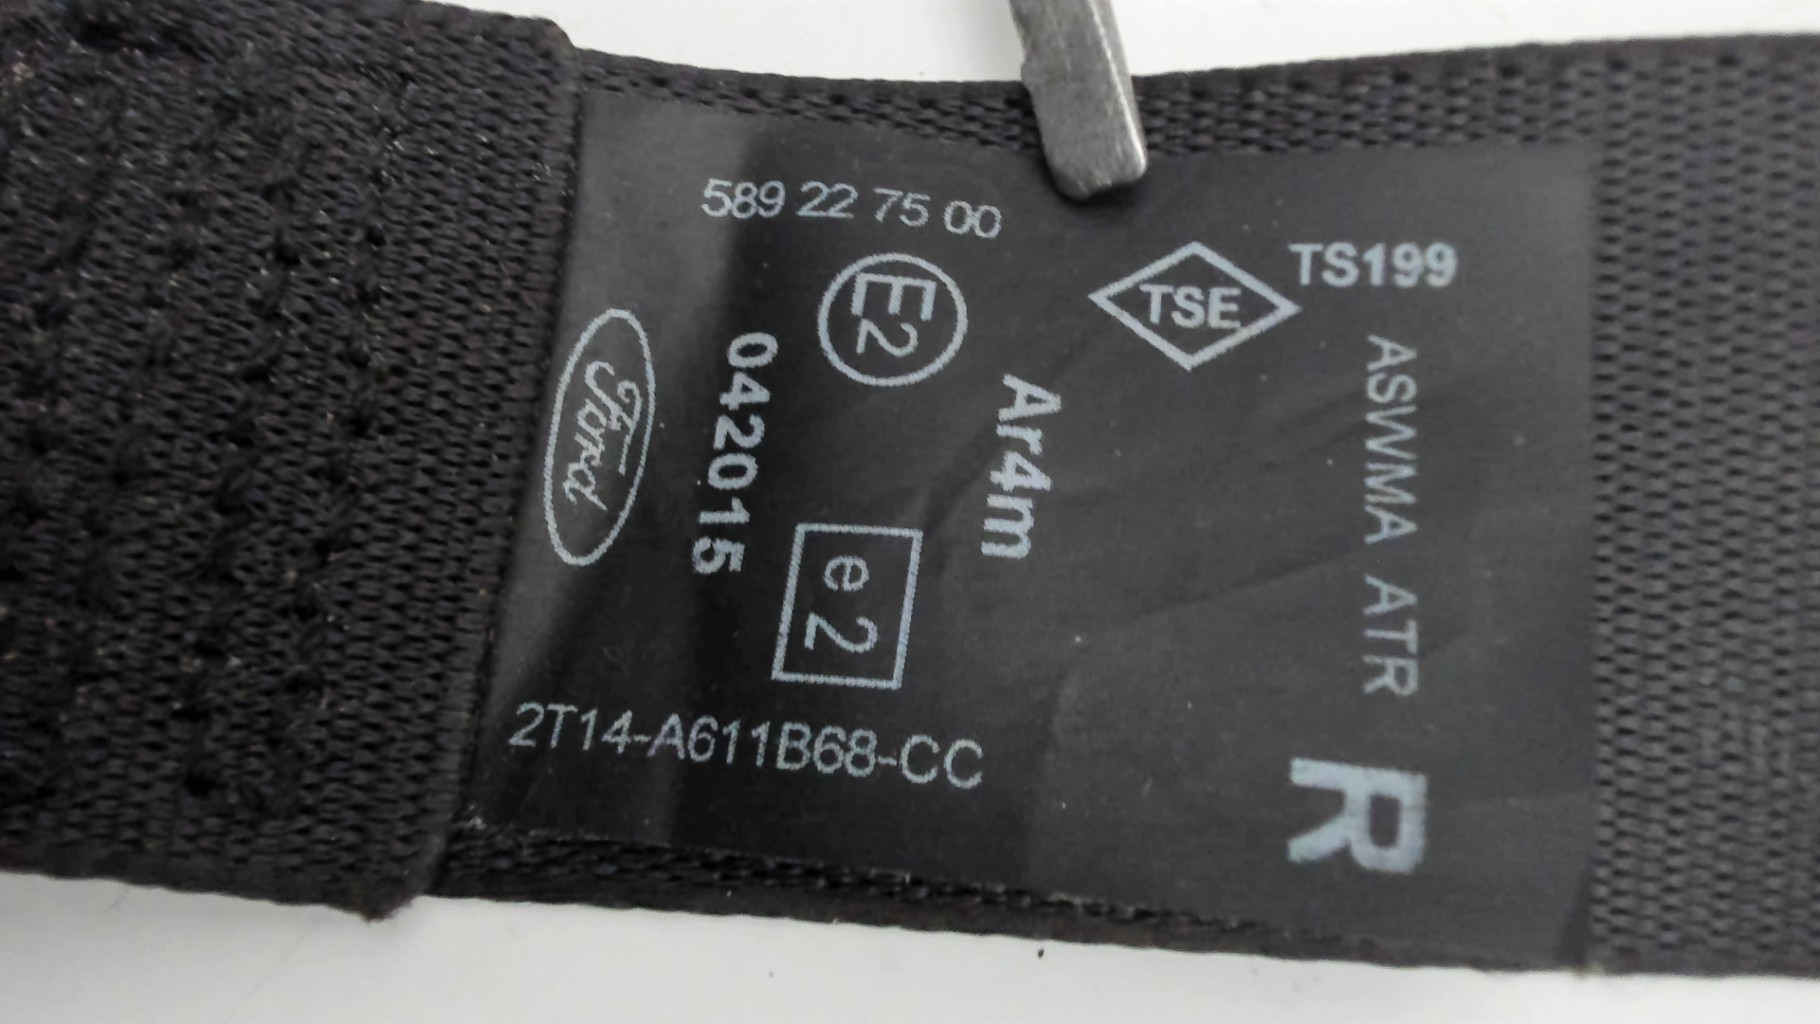 589 22 75 00
E2
TSE
TS199
Ford
042015
Ar4m
ASWMA ATR
e2
2T14-A611B68-CC
R